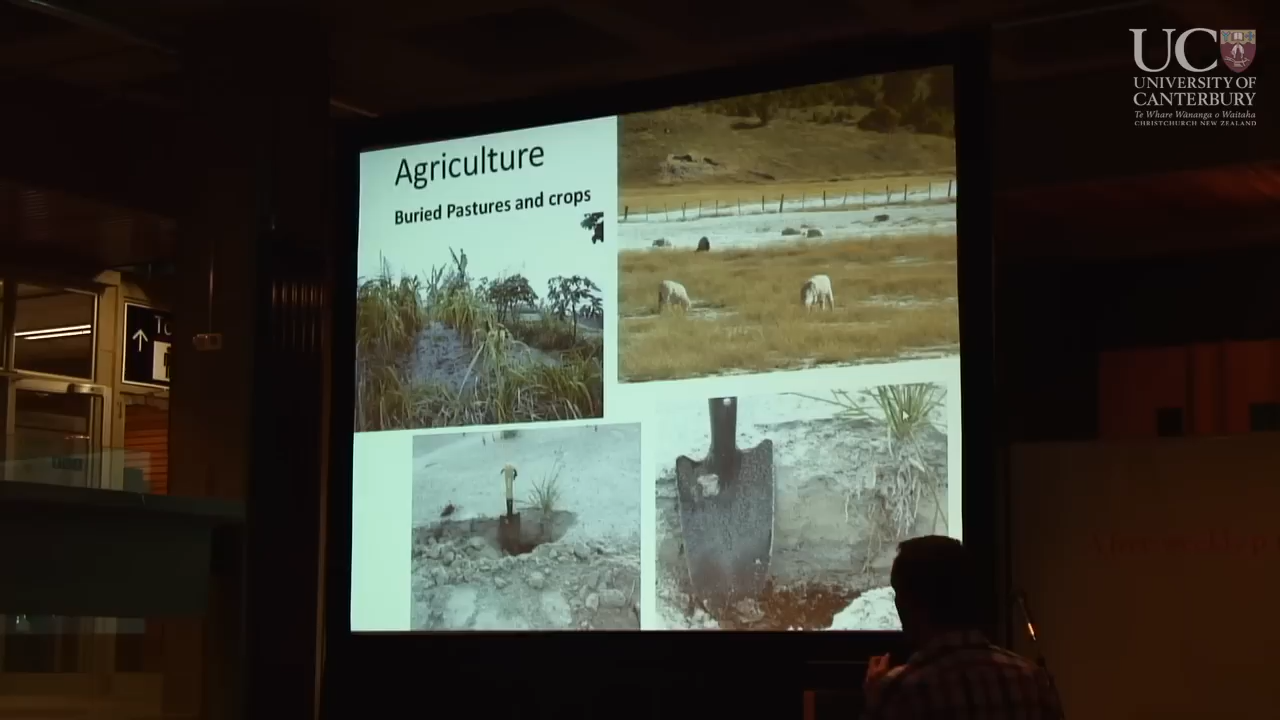 UC
UNIVERSITY OF
CANTERBURY
Te Whare Wānanga o Waitaha
CHRISTCHURCH NEW ZEALAND
Agriculture
Buried Pastures and crops